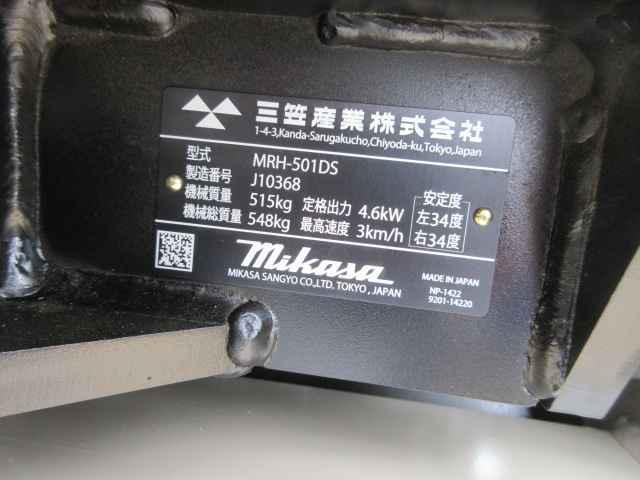 三笠産業株式会社
1-4-3,Kanda-Sarugakucho,Chiyoda-ku,Tokyo,Japan
型式 MRH-501DS
製造番号 J10368
機械質量 515kg 定格出力 4.6kW
機械総質量 548kg 最高速度 3km/h
安定度
左34度
右34度
mikasa
MIKASA SANGYO CO.,LTD. TOKYO , JAPAN
MADE IN JAPAN
NP-1422
9201-14220